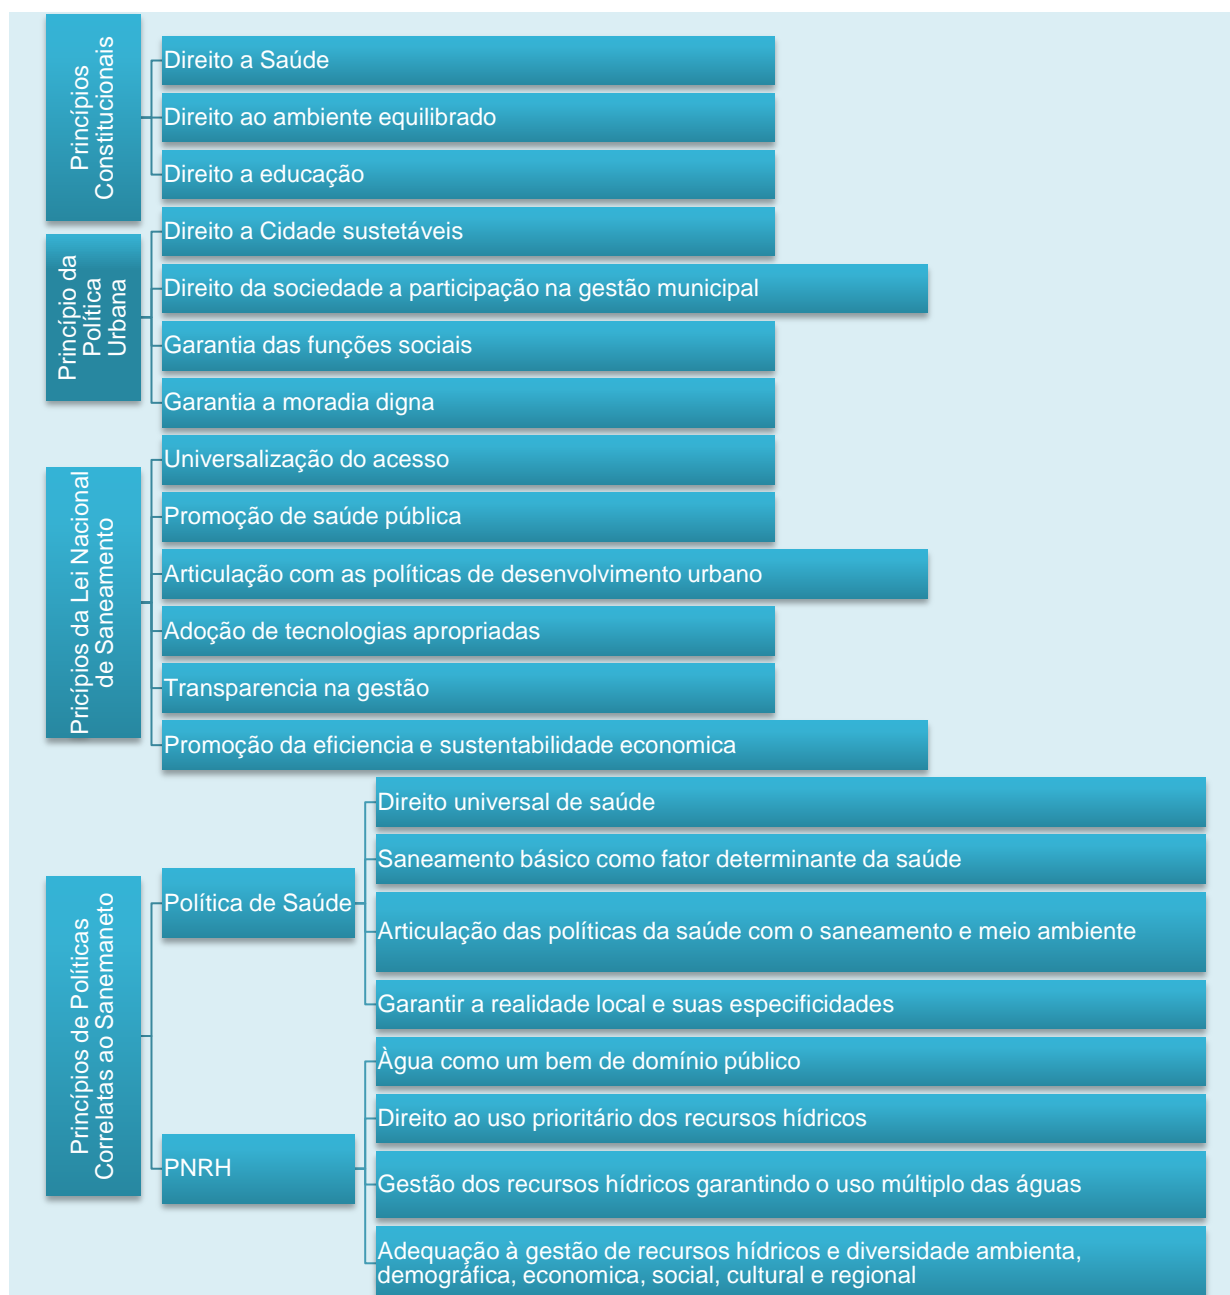 Princípios
Constitucionais
Direito a Saúde
Direito ao ambiente equilibrado
Direito a educação
Princípio da
Política
Urbana
Direito a Cidade sustetáveis
Direito da sociedade a participação na gestão municipal
Garantia das funções sociais
Garantia a moradia digna
Pricípios da Lei Nacional
de Saneamento
Universalização do acesso
Promoção de saúde pública
Articulação com as políticas de desenvolvimento urbano
Adoção de tecnologias apropriadas
Transparencia na gestão
Promoção da eficiencia e sustentabilidade economica
Princípios de Políticas
Correlatas ao Sanemaneto
Política de Saúde
Direito universal de saúde
Saneamento básico como fator determinante da saúde
Articulação das políticas da saúde com o saneamento e meio ambiente
Garantir a realidade local e suas especificidades
PNRH
Àgua como um bem de domínio público
Direito ao uso prioritário dos recursos hídricos
Gestão dos recursos hídricos garantindo o uso múltiplo das águas
Adequação à gestão de recursos hídricos e diversidade ambienta,
demográfica, economica, social, cultural e regional